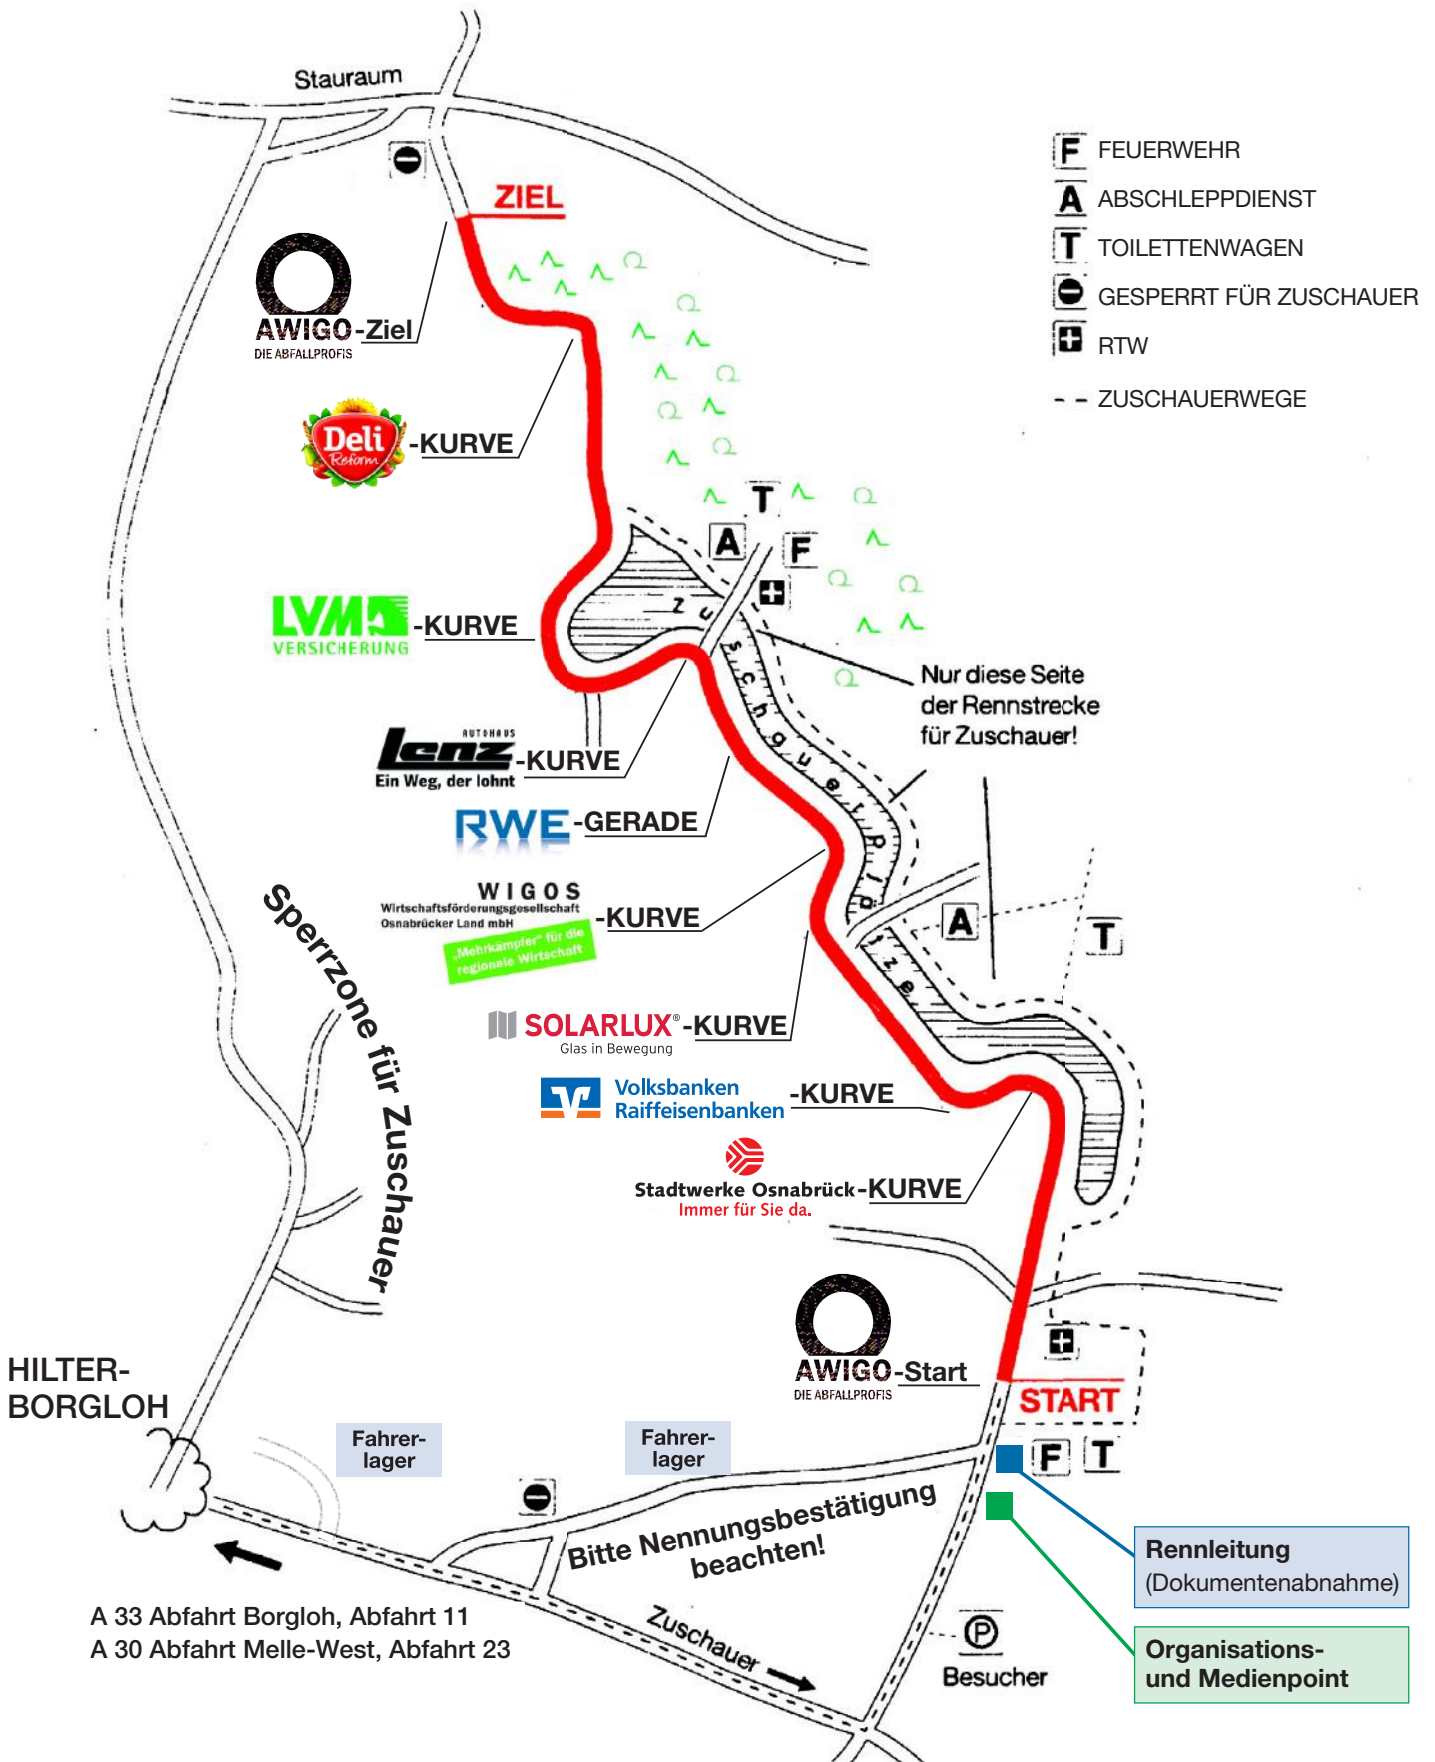 Stauraum
ZIEL
F FEUERWEHR
A ABSCHLEPPDIENST
T TOILETTENWAGEN
GESPERRT FÜR ZUSCHAUER
RTW
-- ZUSCHAUERWEGE
AWIGO-Ziel
DIE ABFALLPROFIS
Deli
Reform
-KURVE
T
A
F
LVM
VERSICHERUNG
-KURVE
Zuschguerplätze
Nur diese Seite
der Rennstrecke
für Zuschauer!
AUTOHAUS
Lenz
Ein Weg, der lohnt
-KURVE
RWE-GERADE
WIGOS
Wirtschaftsförderungsgesellschaft
Osnabrücker Land mbH
„Mehrkämpfer" für die
regionale Wirtschaft
-KURVE
A
T
Sperrzone für Zuschauer
SOLARLUX®-KURVE
Glas in Bewegung
Volksbanken
Raiffeisenbanken
-KURVE
Stadtwerke Osnabrück-KURVE
Immer für Sie da.
AWIGO-Start
DIE ABFALLPROFIS
START
HILTER-
BORGLOH
Fahrer-
lager
Fahrer-
lager
F T
Bitte Nennungsbestätigung
beachten!
Rennleitung
(Dokumentenabnahme)
A 33 Abfahrt Borgloh, Abfahrt 11
A 30 Abfahrt Melle-West, Abfahrt 23
Zuschauer
P
Besucher
Organisations-
und Medienpoint